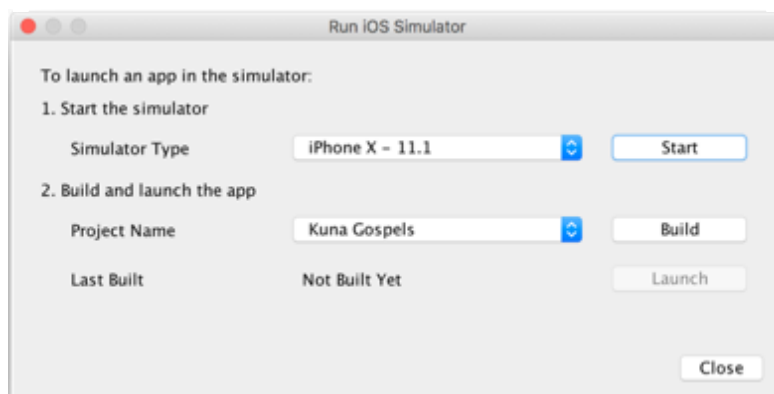 Run iOS Simulator
To launch an app in the simulator:
1. Start the simulator
Simulator Type iPhone X – 11.1 Start
2. Build and launch the app
Project Name Kuna Gospels Build
Last Built Not Built Yet Launch
Close